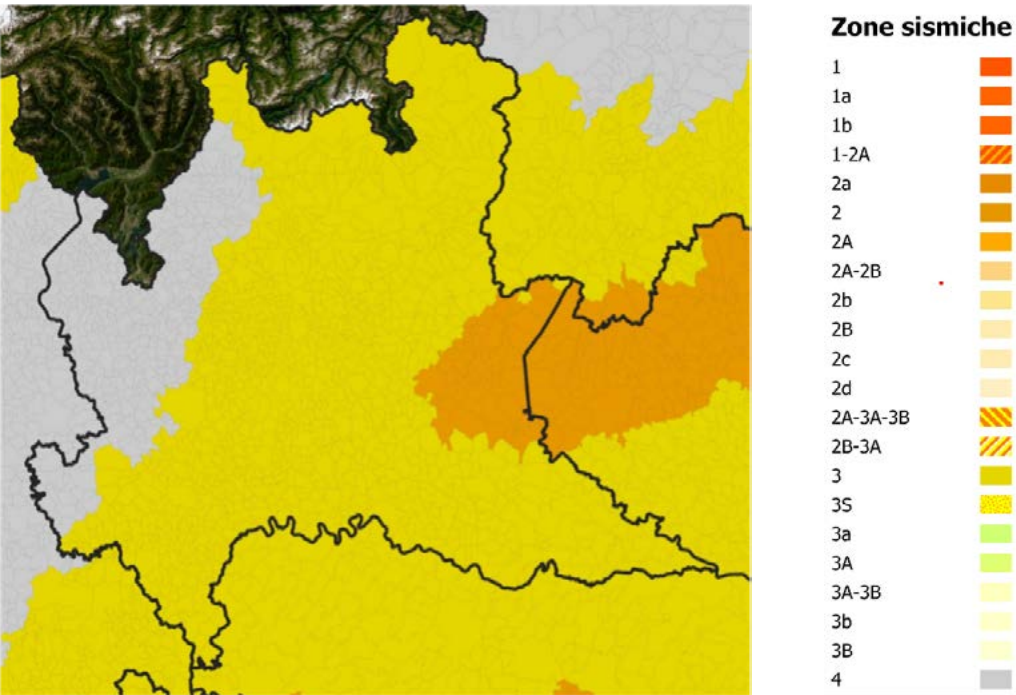 Zone sismiche
1
1a
1b
1-2A
2a
2
2A
2A-2B
2b
2B
2c
2d
2A-3A-3B
2B-3A
3
3S
3a
3A
3A-3B
3b
3B
4